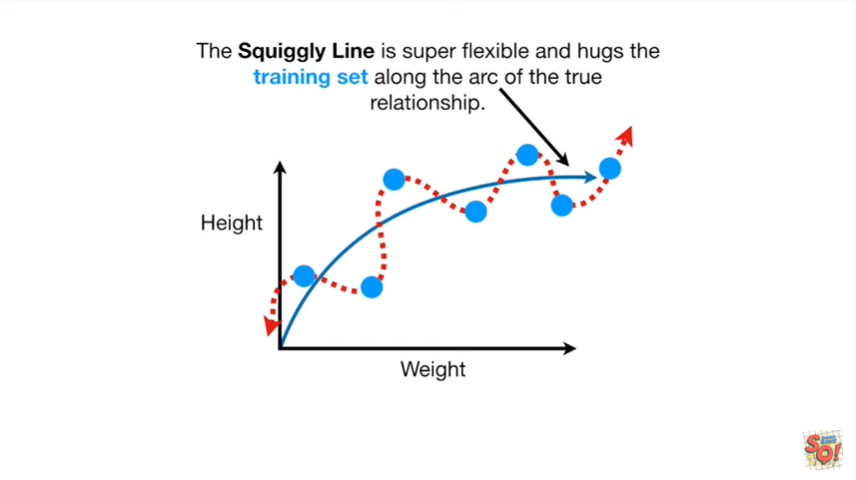 The Squiggly Line is super flexible and hugs the
training set along the arc of the true
relationship.
Height
Weight
SQ!